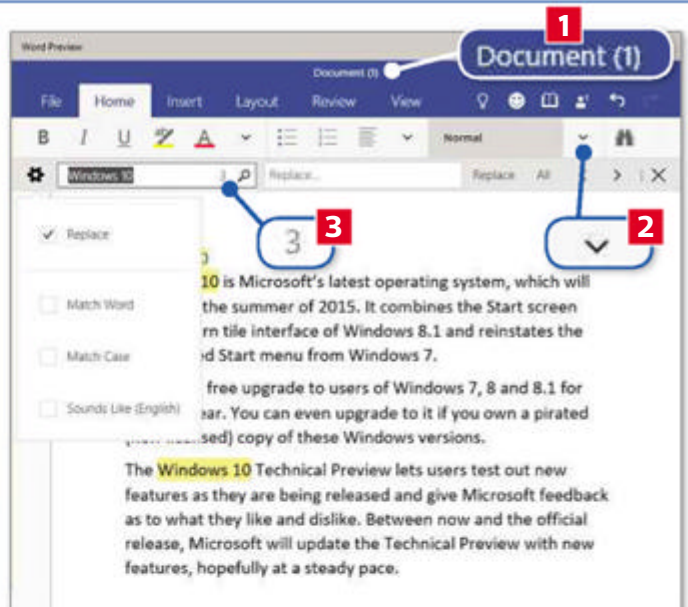 Word Preview
1
Document (1)
Document (1)
File Home Insert Layout Review View
B I U A Normal
Windows 10 3 Replace... Replace All
3 3
2
Replace
Match Word
Match Case
Sounds Like (English)
10 is Microsoft's latest operating system, which will
the summer of 2015. It combines the Start screen
rn tile interface of Windows 8.1 and reinstates the
d Start menu from Windows 7.
free upgrade to users of Windows 7, 8 and 8.1 for
ear. You can even upgrade to it if you own a pirated
sed) copy of these Windows versions.
The Windows 10 Technical Preview lets users test out new
features as they are being released and give Microsoft feedback
as to what they like and dislike. Between now and the official
release, Microsoft will update the Technical Preview with new
features, hopefully at a steady pace.